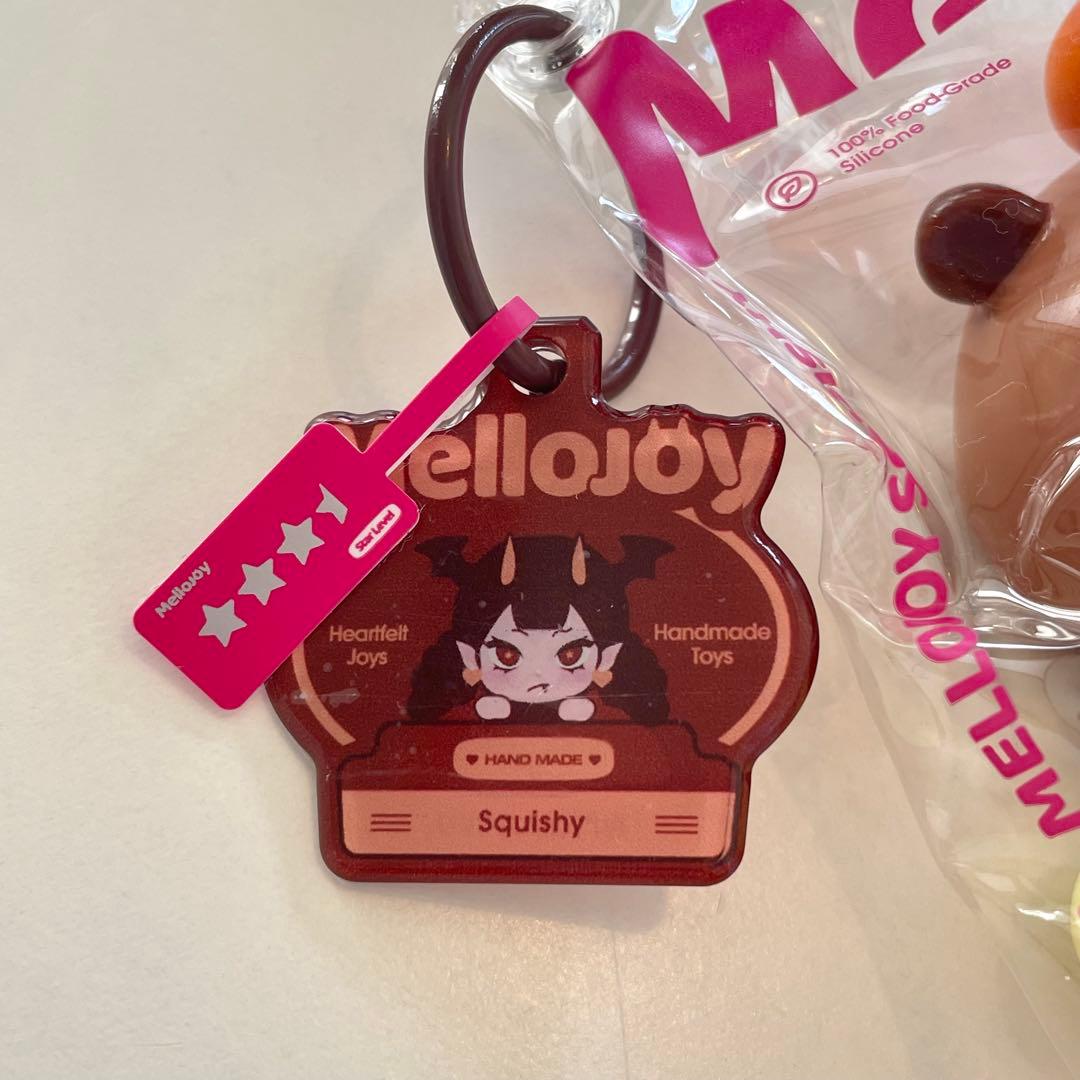 100% Food-Grade
Silicone
MELLOJOY
MelloJoy
Star Level
MelloJoy
Heartfelt
Joys
Handmade
Toys
HAND MADE
Squishy